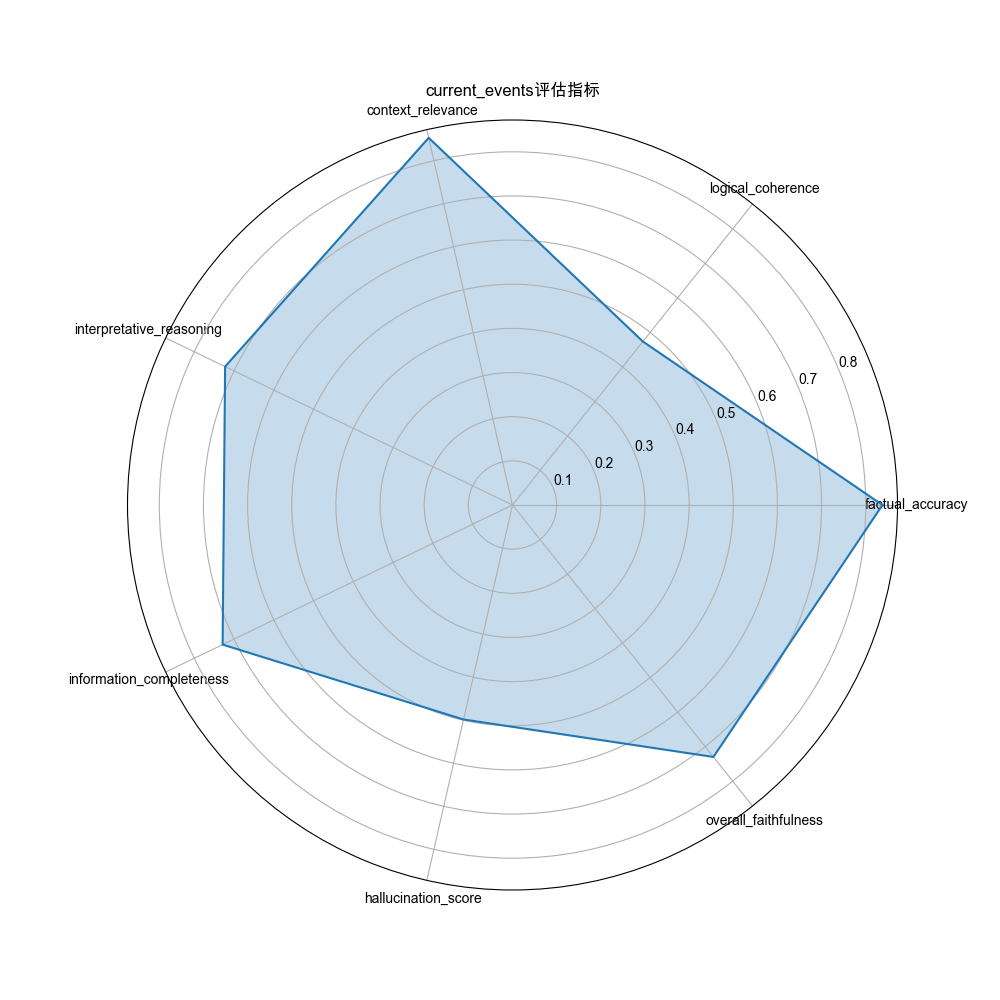 current_events评估指标
context_relevance
logical_coherence
interpretative_reasoning
0.8
0.7
0.6
0.5
0.4
0.3
0.2
0.1
factual_accuracy
information_completeness
overall_faithfulness
hallucination_score